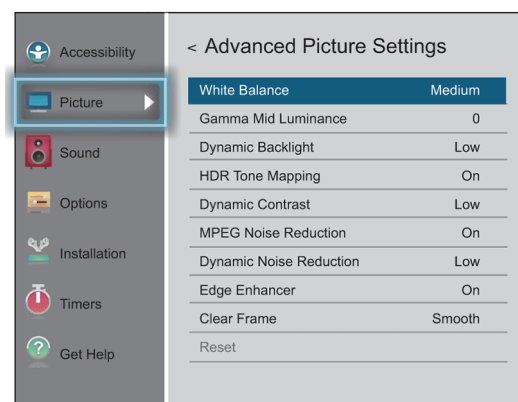 Accessibility
Picture
Sound
Options
Installation
Timers
Get Help
< Advanced Picture Settings
White Balance Medium
Gamma Mid Luminance 0
Dynamic Backlight Low
HDR Tone Mapping On
Dynamic Contrast Low
MPEG Noise Reduction On
Dynamic Noise Reduction Low
Edge Enhancer On
Clear Frame Smooth
Reset